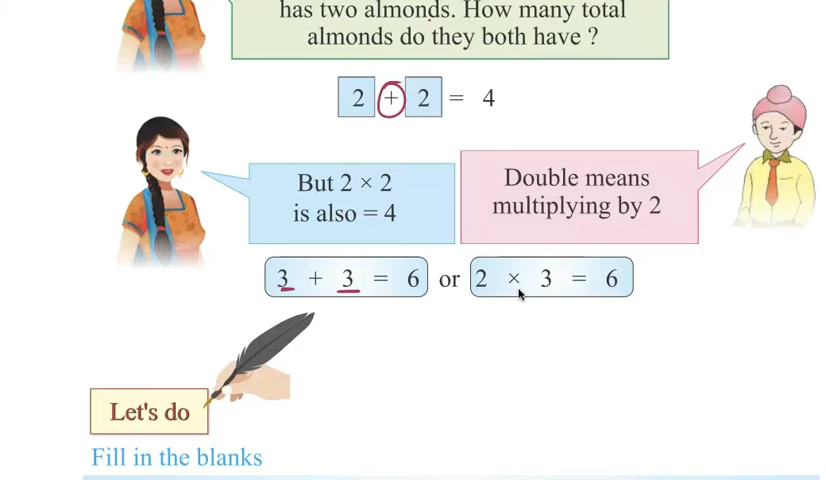 has two almonds. How many total
almonds do they both have ?
2 + 2 = 4
But 2 × 2
is also = 4
Double means
multiplying by 2
3 + 3 = 6 or 2 × 3 = 6
Let's do
Fill in the blanks